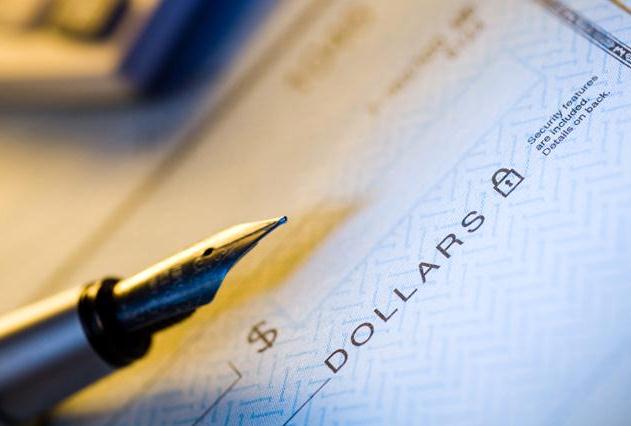 $
DOLLARS
Security features
are included.
Details on back.